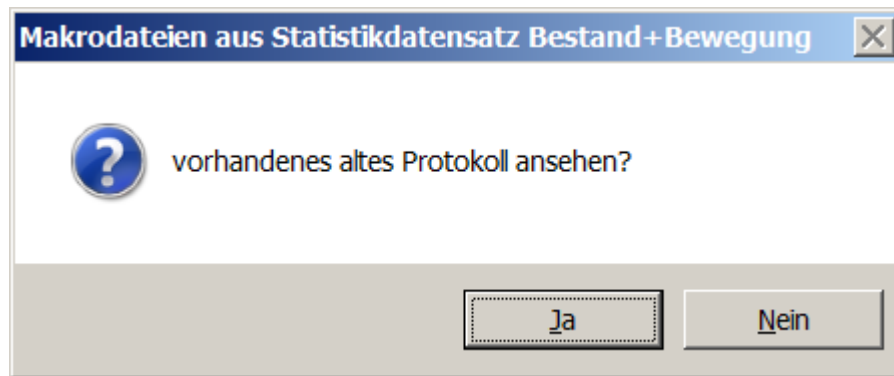 Makrodateien aus Statistikdatensatz Bestand+Bewegung
vorhandenes altes Protokoll ansehen?
Ja
Nein